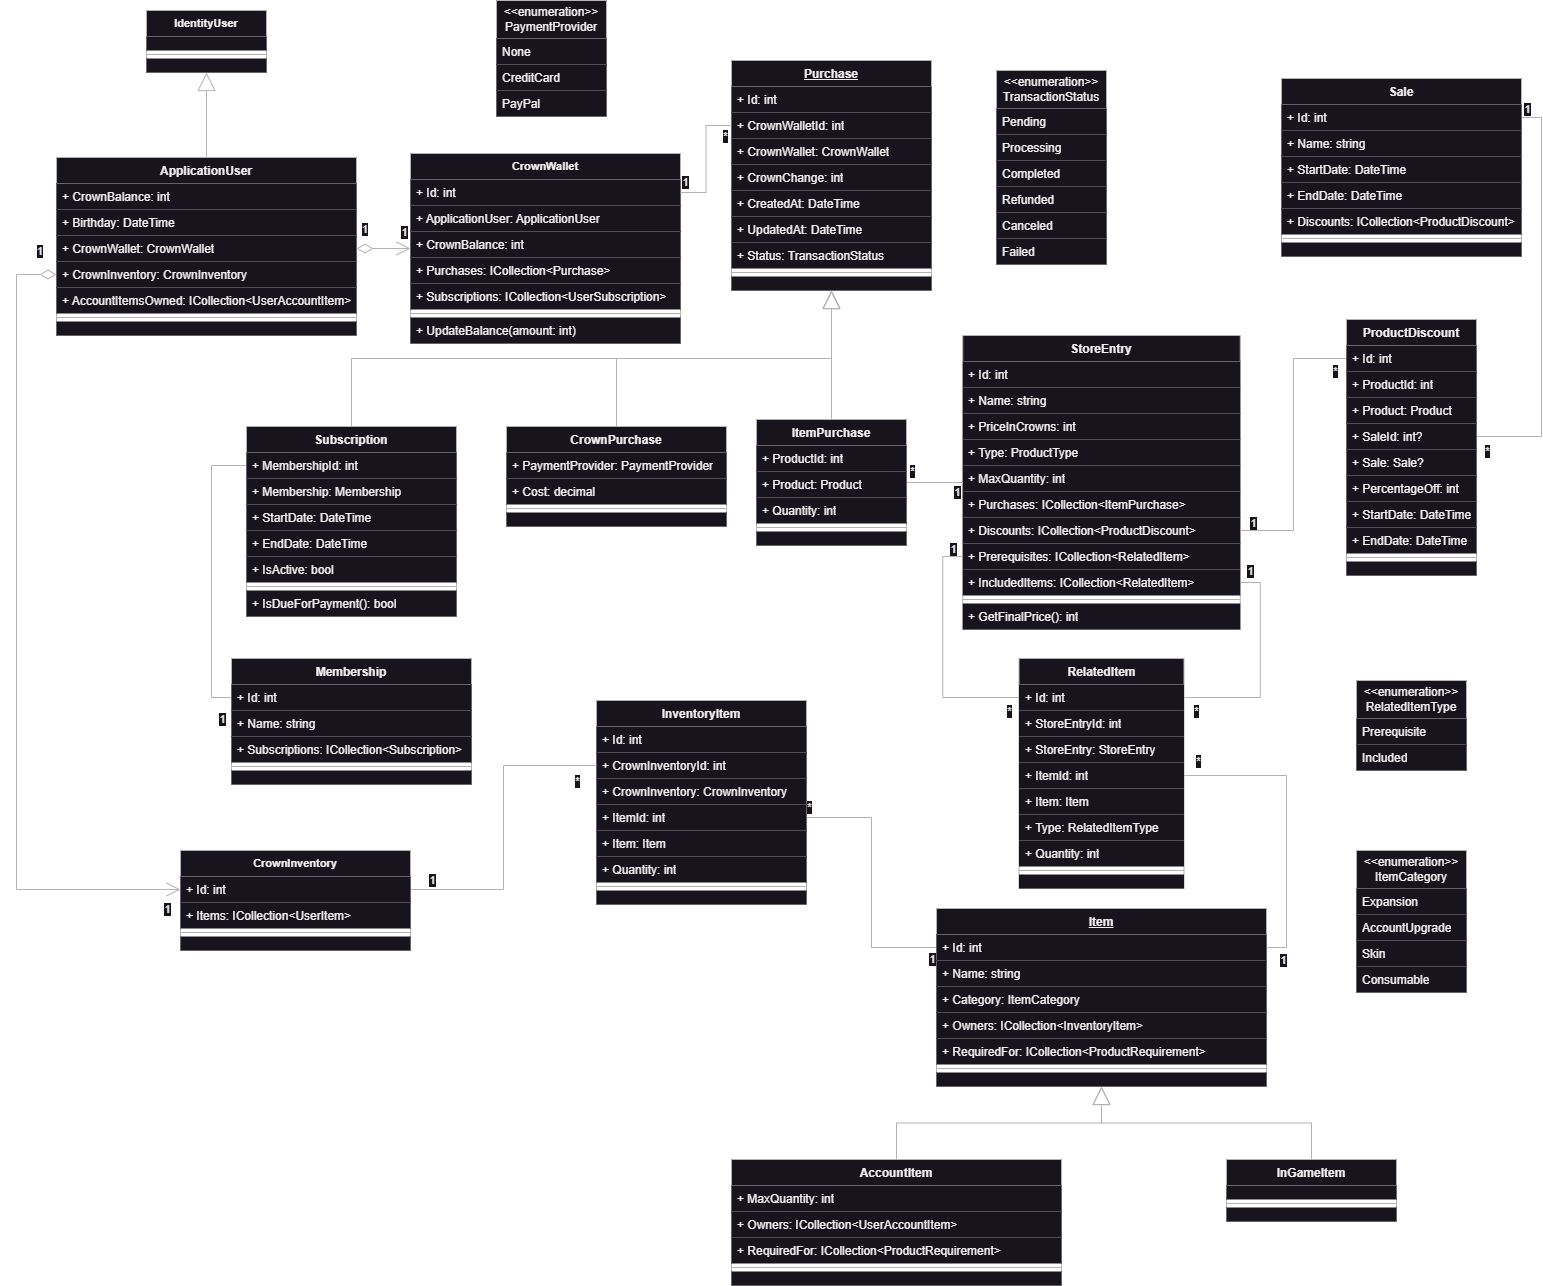 IdentityUser
<<enumeration>>
PaymentProvider
None
CreditCard
PayPal
Purchase
+ Id: int
+ CrownWalletId: int
+ CrownWallet: CrownWallet
+ CrownChange: int
+ CreatedAt: DateTime
+ UpdatedAt: DateTime
+ Status: TransactionStatus
<<enumeration>>
TransactionStatus
Pending
Processing
Completed
Refunded
Canceled
Failed
Sale
+ Id: int
+ Name: string
+ StartDate: DateTime
+ EndDate: DateTime
+ Discounts: ICollection<ProductDiscount>
1
*
ApplicationUser
+ CrownBalance: int
+ Birthday: DateTime
+ CrownWallet: CrownWallet
+ CrownInventory: CrownInventory
+ AccountItemsOwned: ICollection<UserAccountItem>
1
1
1
CrownWallet
+ Id: int
+ ApplicationUser: ApplicationUser
+ CrownBalance: int
+ Purchases: ICollection<Purchase>
+ Subscriptions: ICollection<UserSubscription>
+ UpdateBalance(amount: int)
1
*
Subscription
+ MembershipId: int
+ Membership: Membership
+ StartDate: DateTime
+ EndDate: DateTime
+ IsActive: bool
+ IsDueForPayment(): bool
CrownPurchase
+ PaymentProvider: PaymentProvider
+ Cost: decimal
ItemPurchase
+ ProductId: int
+ Product: Product
+ Quantity: int
*
1
StoreEntry
+ Id: int
+ Name: string
+ PriceInCrowns: int
+ Type: ProductType
+ MaxQuantity: int
+ Purchases: ICollection<ItemPurchase>
+ Discounts: ICollection<ProductDiscount>
+ Prerequisites: ICollection<RelatedItem>
+ IncludedItems: ICollection<RelatedItem>
+ GetFinalPrice(): int
1
1
1
*
ProductDiscount
+ Id: int
+ ProductId: int
+ Product: Product
+ SaleId: int?
+ Sale: Sale?
+ PercentageOff: int
+ StartDate: DateTime
+ EndDate: DateTime
Membership
+ Id: int
+ Name: string
+ Subscriptions: ICollection<Subscription>
1
InventoryItem
+ Id: int
+ CrownInventoryId: int
+ CrownInventory: CrownInventory
+ ItemId: int
+ Item: Item
+ Quantity: int
*
*
RelatedItem
+ Id: int
+ StoreEntryId: int
+ StoreEntry: StoreEntry
+ ItemId: int
+ Item: Item
+ Type: RelatedItemType
+ Quantity: int
*
*
*
<<enumeration>>
RelatedItemType
Prerequisite
Included
CrownInventory
+ Id: int
+ Items: ICollection<UserItem>
1
1
<<enumeration>>
ItemCategory
Expansion
AccountUpgrade
Skin
Consumable
Item
+ Id: int
+ Name: string
+ Category: ItemCategory
+ Owners: ICollection<InventoryItem>
+ RequiredFor: ICollection<ProductRequirement>
1
1
AccountItem
+ MaxQuantity: int
+ Owners: ICollection<UserAccountItem>
+ RequiredFor: ICollection<ProductRequirement>
InGameItem